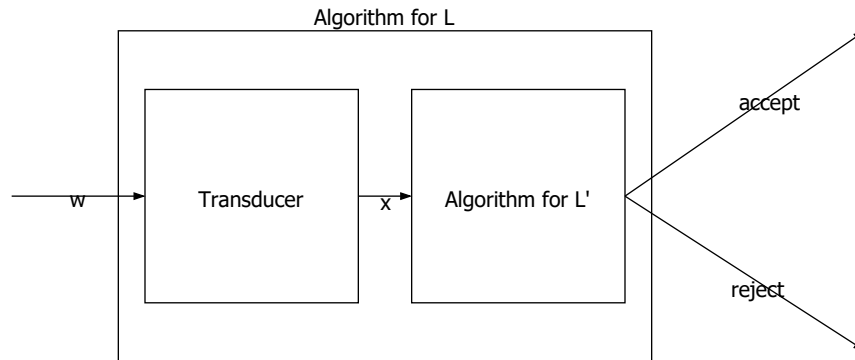 Algorithm for L
w
Transducer
x
Algorithm for L'
accept
reject